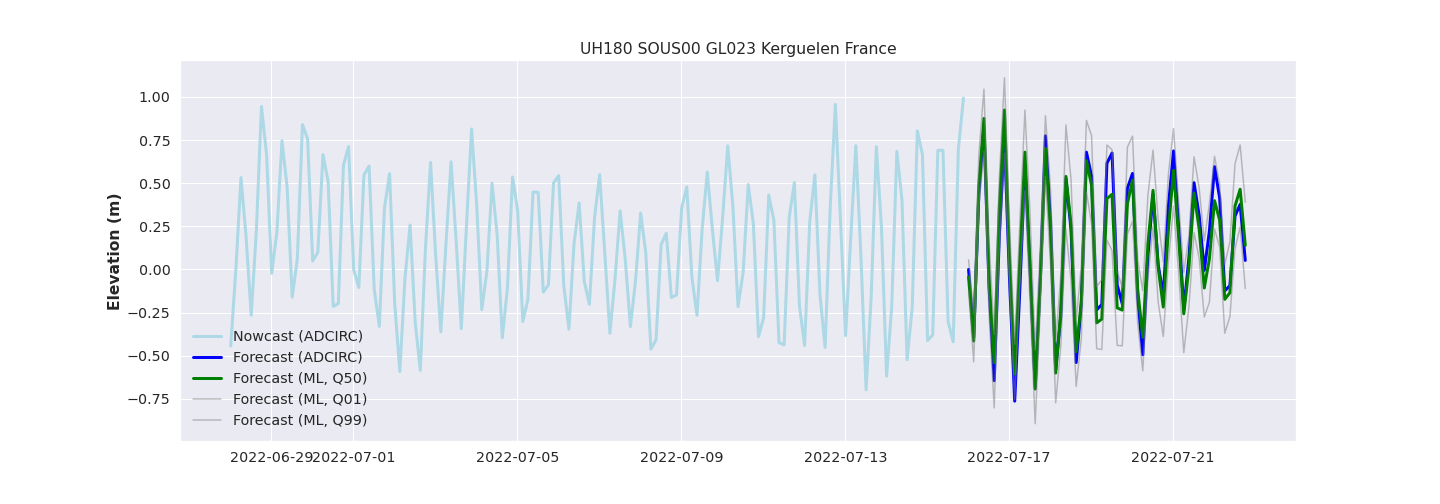 UH180 SOUS00 GL023 Kerguelen France
1.00
0.75
0.50
0.25
0.00
−0.25
−0.50
−0.75
Elevation (m)
Nowcast (ADCIRC)
Forecast (ADCIRC)
Forecast (ML, Q50)
Forecast (ML, Q01)
Forecast (ML, Q99)
2022-06-29 2022-07-01 2022-07-05 2022-07-09 2022-07-13 2022-07-17 2022-07-21